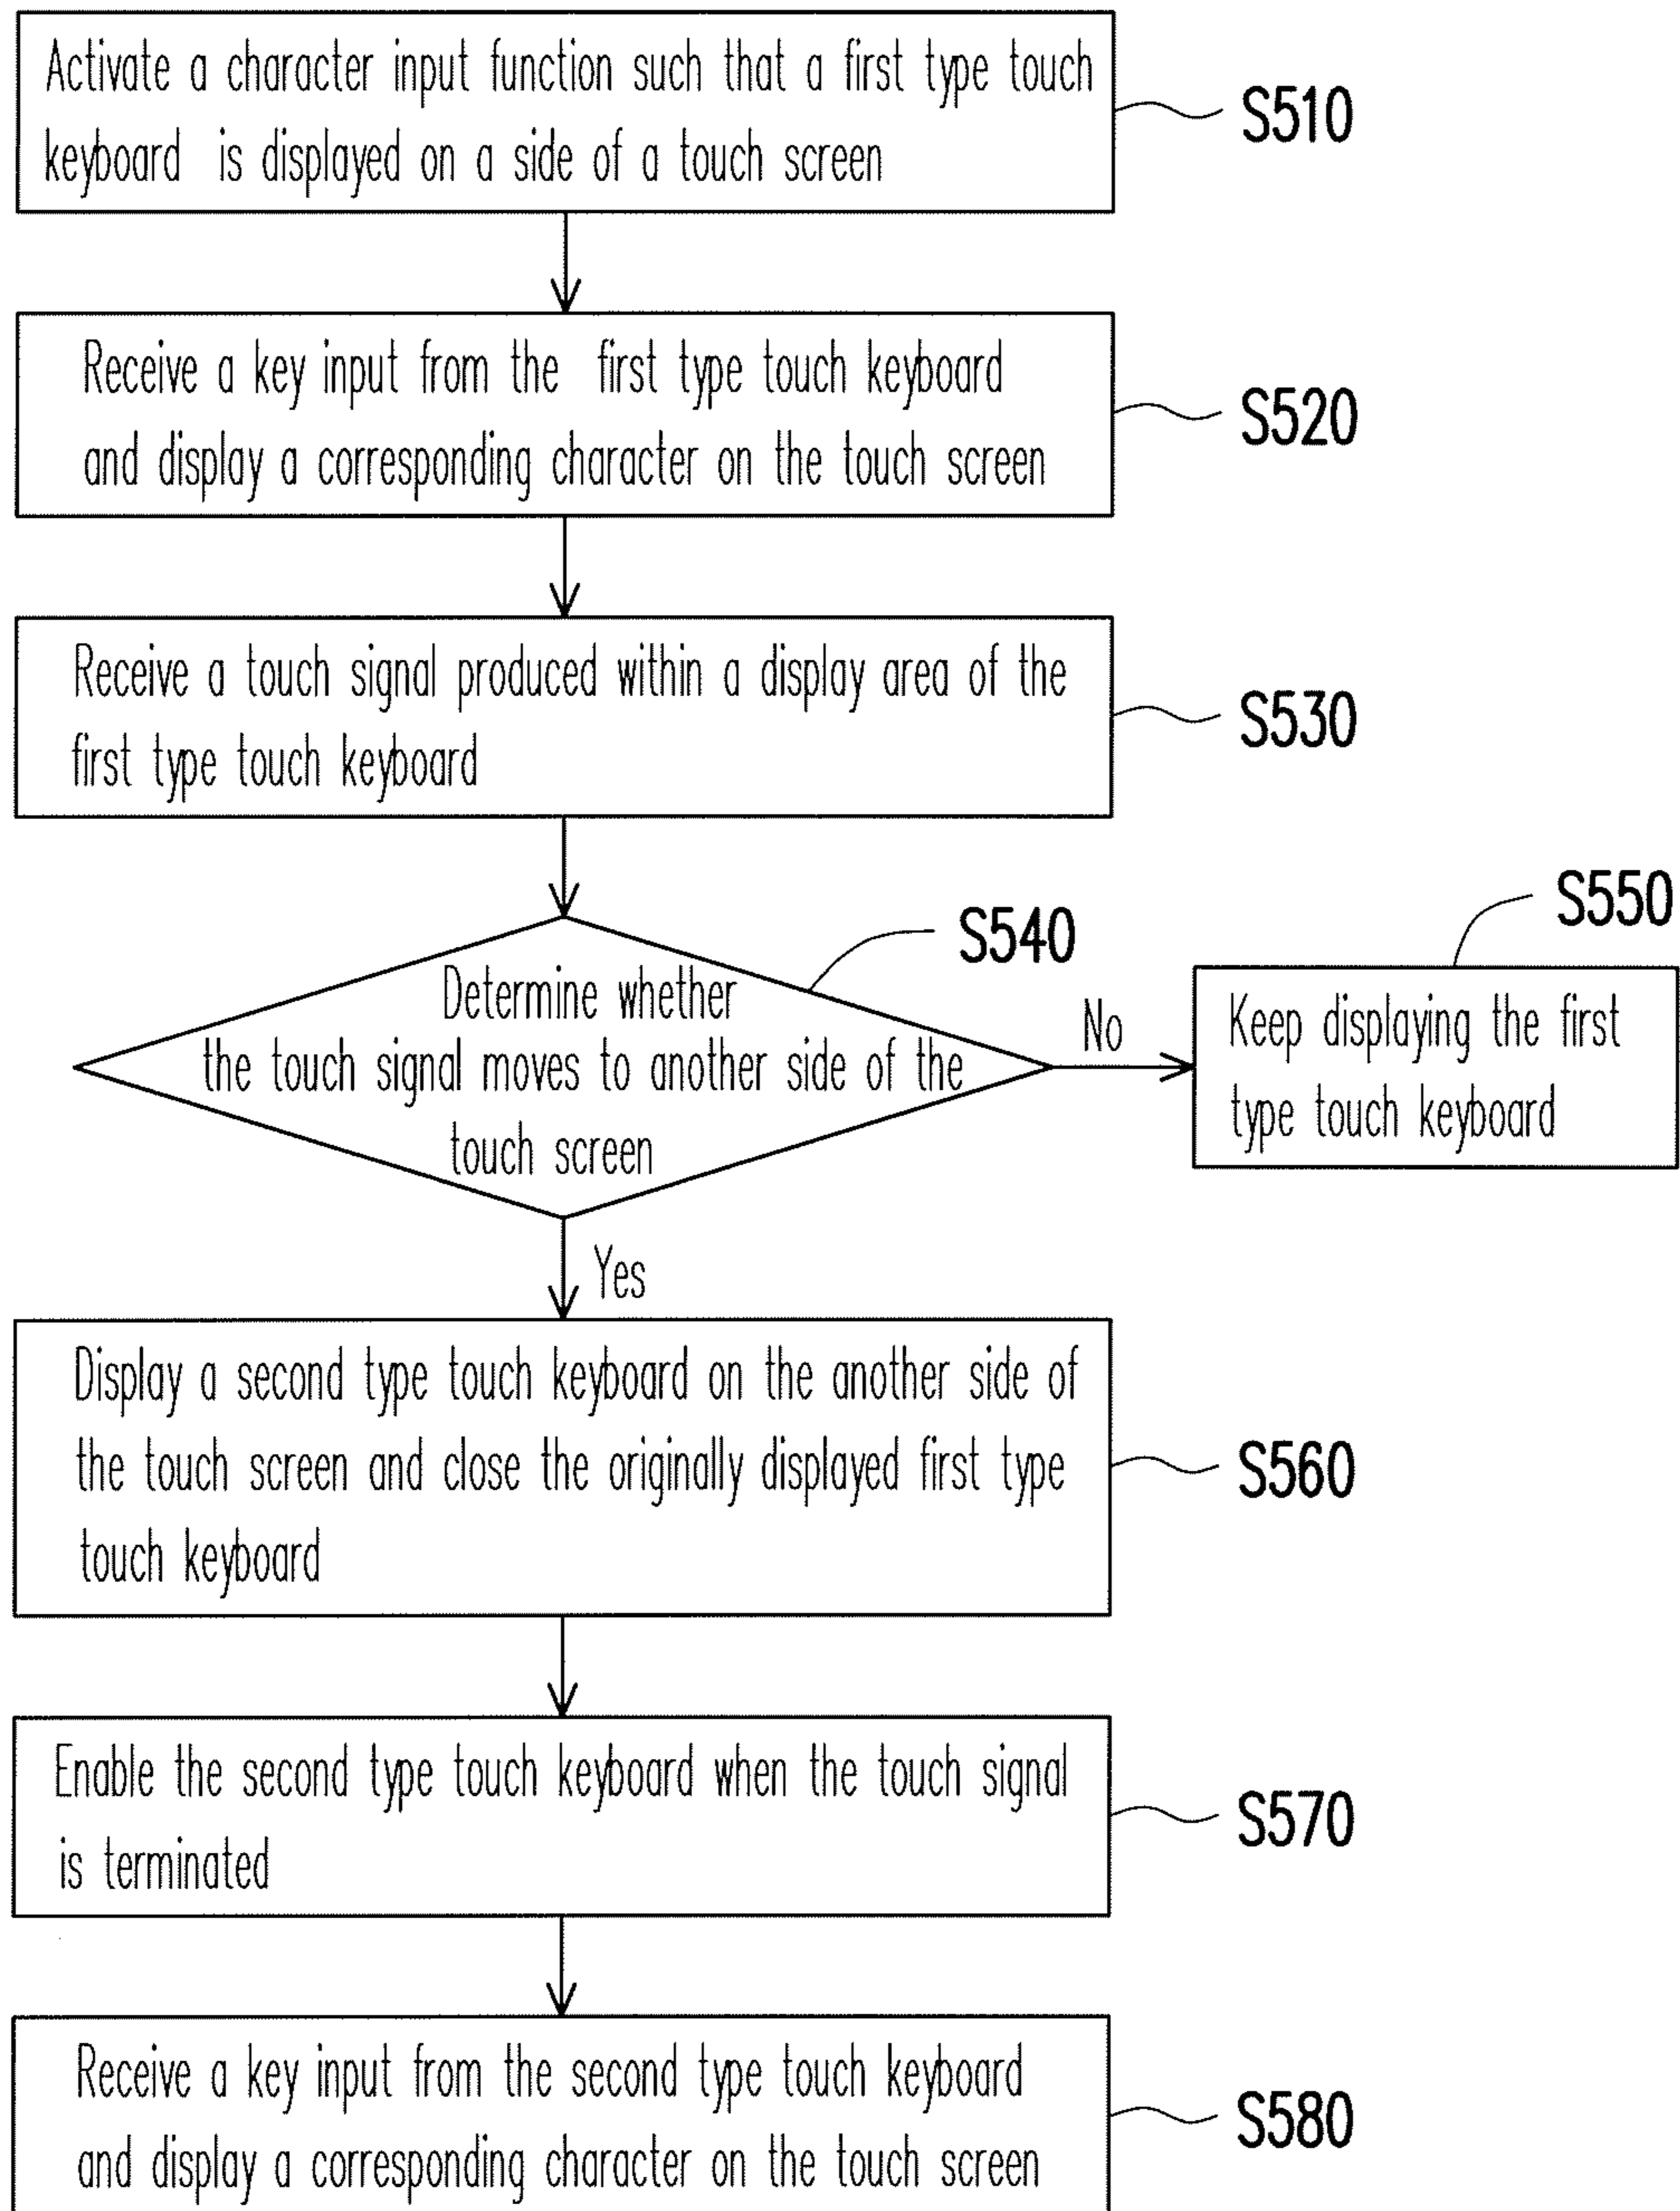 Activate a character input function such that a first type touch
keyboard is displayed on a side of a touch screen
S510
Receive a key input from the first type touch keyboard
and display a corresponding character on the touch screen
S520
Receive a touch signal produced within a display area of the
first type touch keyboard
S530
S540
Determine whether
the touch signal moves to another side of the
touch screen
No
S550
Keep displaying the first
type touch keyboard
Yes
Display a second type touch keyboard on the another side of
the touch screen and close the originally displayed first type
touch keyboard
S560
Enable the second type touch keyboard when the touch signal
is terminated
S570
Receive a key input from the second type touch keyboard
and display a corresponding character on the touch screen
S580